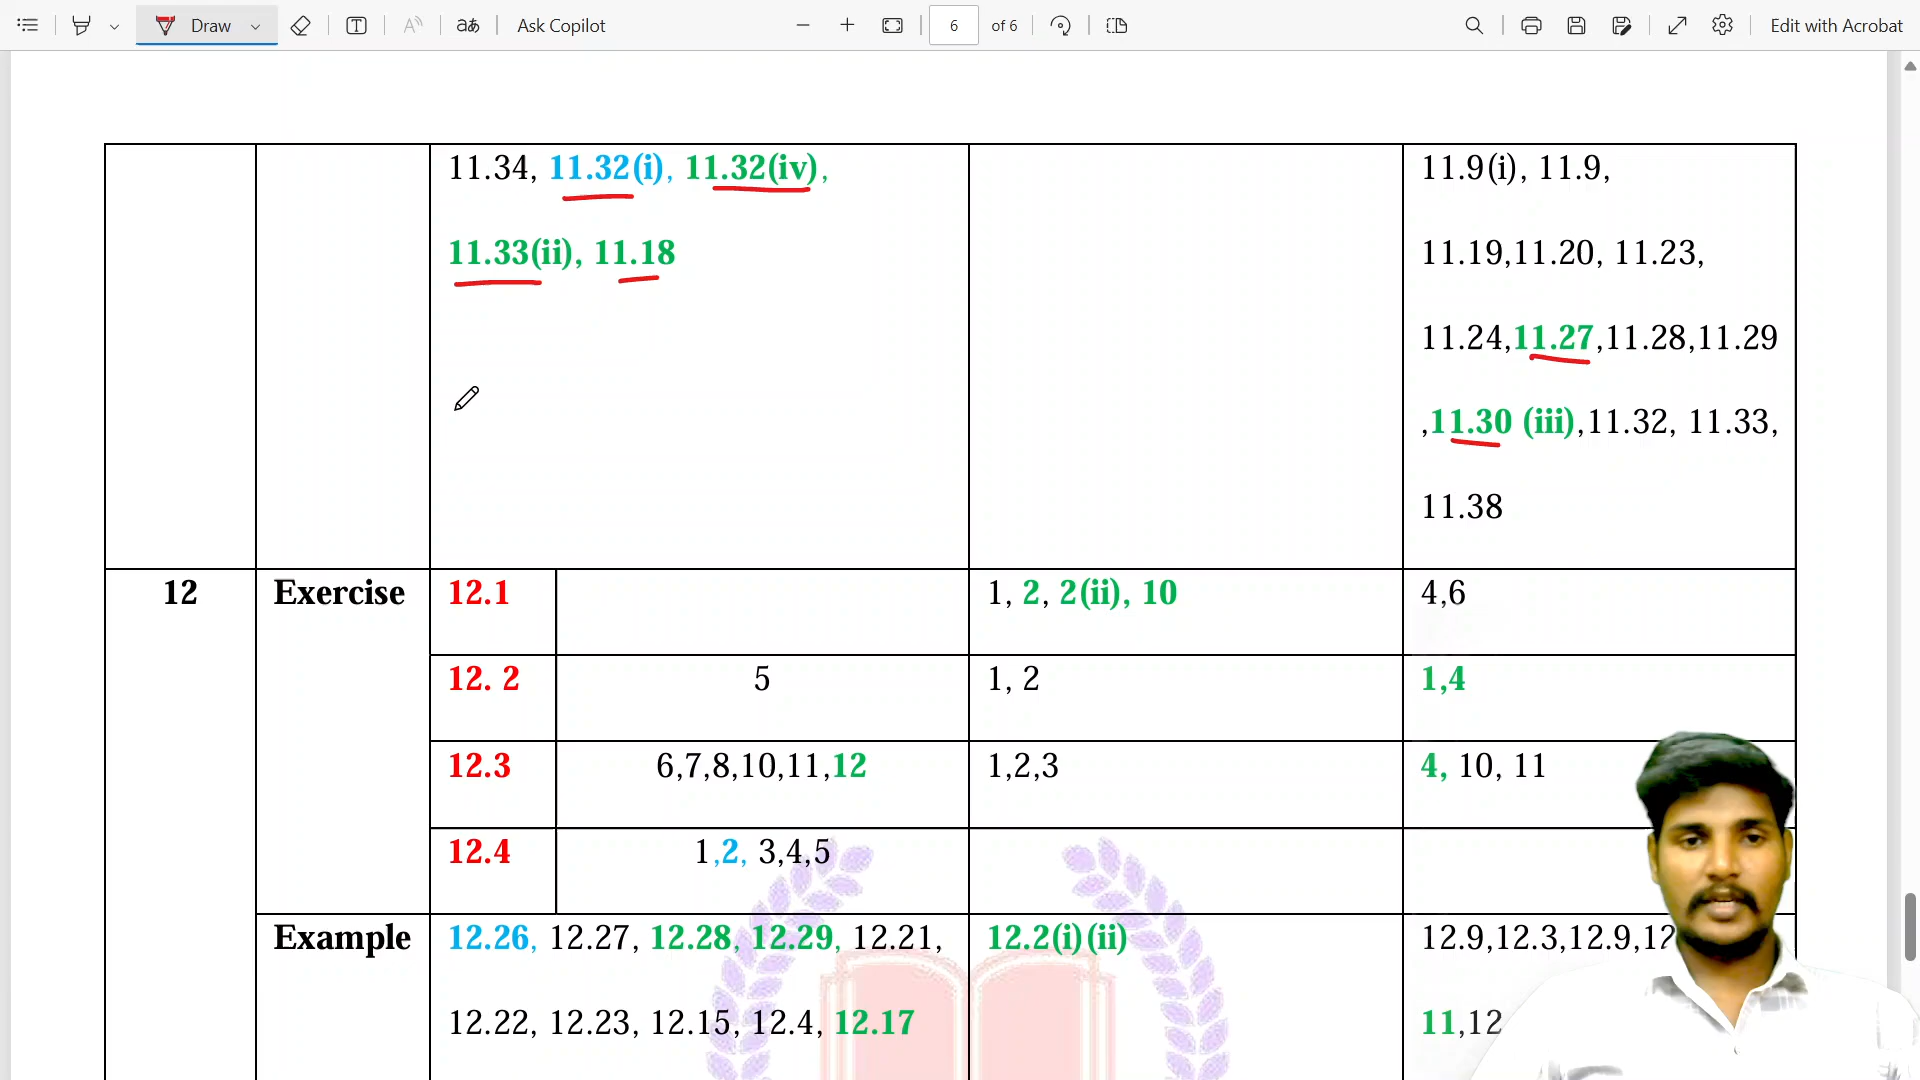 Draw
Ask Copilot
6
of 6
Edit with Acrobat
11.34, 11.32(i), 11.32(iv),
11.33(ii), 11.18
11.9(i), 11.9,
11.19,11.20, 11.23,
11.24,11.27,11.28,11.29
,11.30 (iii),11.32, 11.33,
11.38
12 Exercise 12.1 1, 2, 2(ii), 10 4,6
12. 2 5 1, 2 1,4
12.3 6,7,8,10,11,12 1,2,3 4, 10, 11
12.4 1,2, 3,4,5
Example 12.26, 12.27, 12.28, 12.29, 12.21, 12.2(i)(ii) 12.9,12.3,12.9,12
12.22, 12.23, 12.15, 12.4, 12.17 11,12